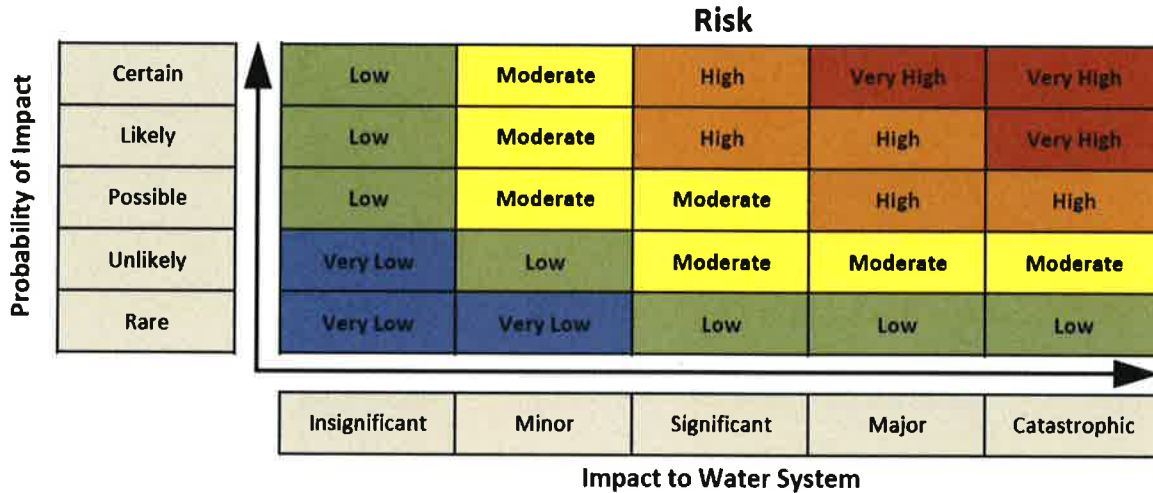 Risk
Probability of Impact
Certain Low Moderate High Very High Very High
Likely Low Moderate High High Very High
Possible Low Moderate Moderate High High
Unlikely Very Low Low Moderate Moderate Moderate
Rare Very Low Very Low Low Low Low
Insignificant Minor Significant Major Catastrophic
Impact to Water System